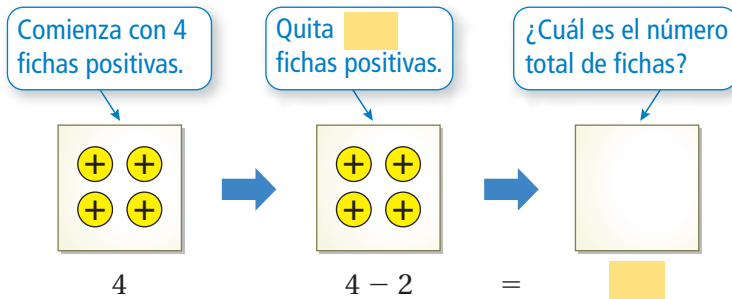 Comienza con 4
fichas positivas.
Quita
fichas positivas.
¿Cuál es el número
total de fichas?
+ +
+ +
+ +
+ +
4
4 − 2
=